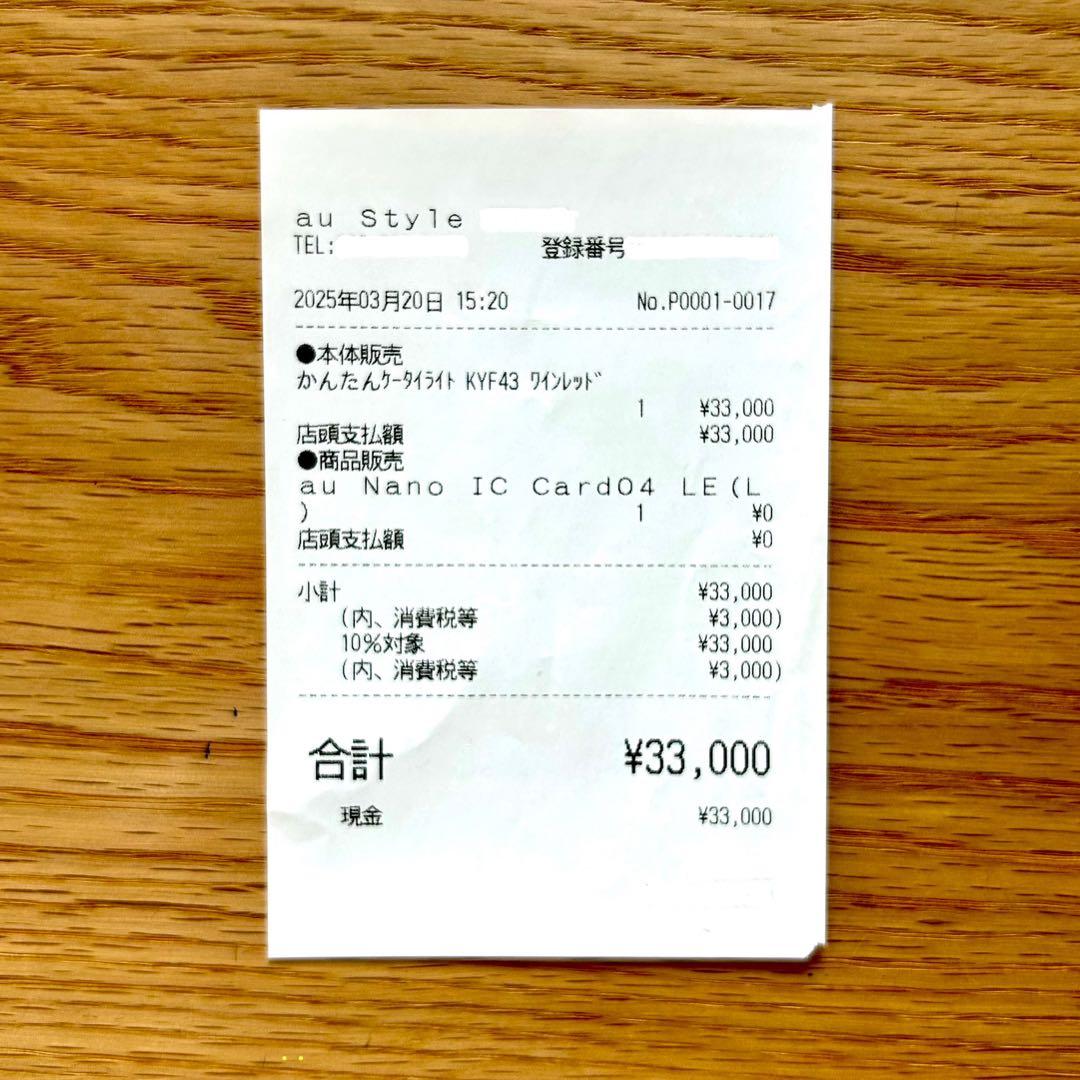 au Style
TEL: 登録番号
2025年03月20日 15:20 No.P0001-0017
●本体販売
かんたんｹｰﾀｲﾗｲﾄ KYF43 ﾜｲﾝﾚｯﾄﾞ
1 ¥33,000
店頭支払額 ¥33,000
●商品販売
au Nano IC Card04 LE(L
) 1 ¥0
店頭支払額 ¥0
小計 ¥33,000
(内、消費税等 ¥3,000)
10%対象 ¥33,000
(内、消費税等 ¥3,000)
合計 ¥33,000
現金 ¥33,000